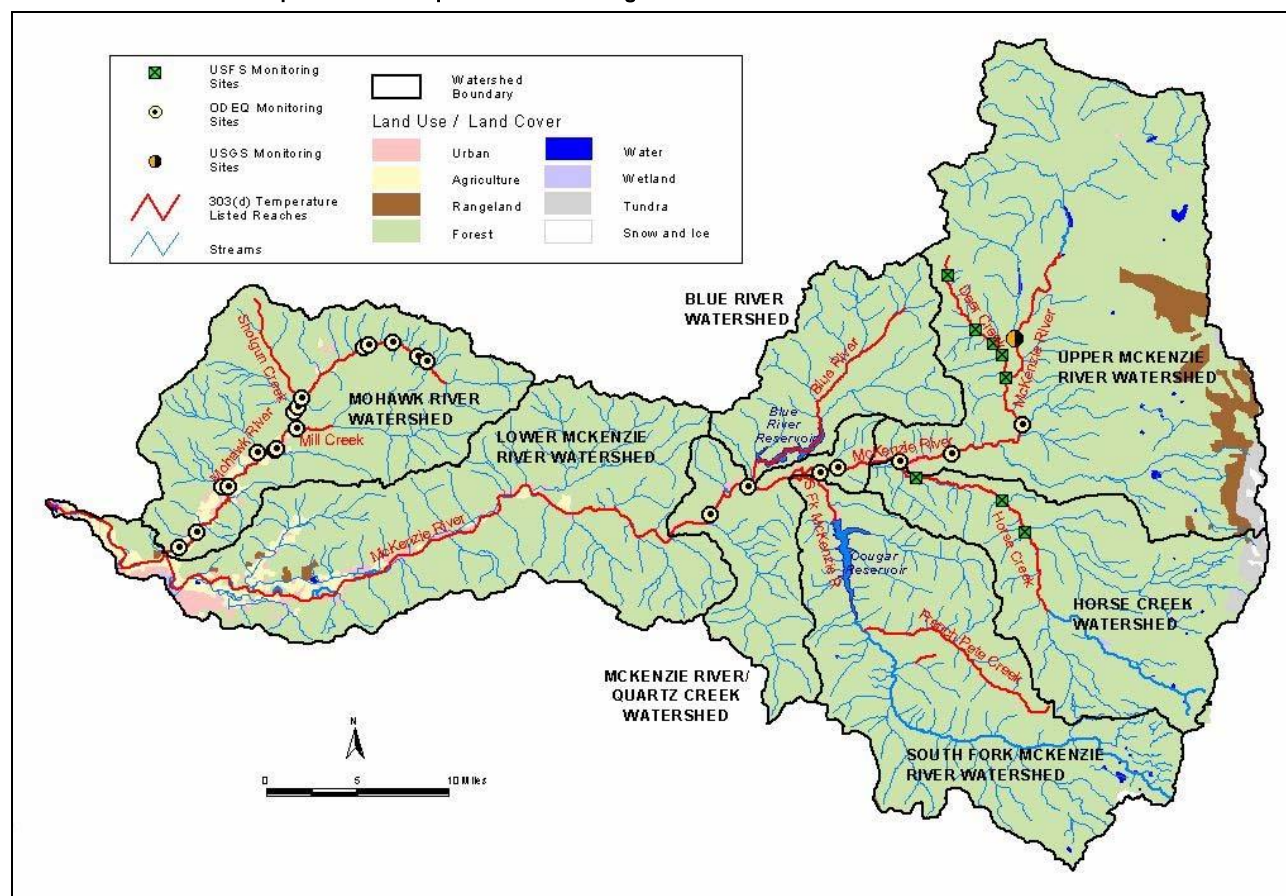 USFS Monitoring
Sites
ODEQ Monitoring
Sites
USGS Monitoring
Sites
303(d) Temperature
Listed Reaches
Streams
Watershed
Boundary
Land Use / Land Cover
Urban
Agriculture
Rangeland
Forest
Water
Wetland
Tundra
Snow and Ice
BLUE RIVER
WATERSHED
Deer Creek
McKenzie River
UPPER MCKENZIE
RIVER WATERSHED
Shotgun Creek
MOHAWK RIVER
WATERSHED
Mohawk River
Mill Creek
Blue River
Blue
River
Reservoir
LOWER MCKENZIE
RIVER WATERSHED
McKenzie River
McKenzie River
S Fk McKenzie R
Cougar
Reservoir
Horse Creek
HORSE CREEK
WATERSHED
French Pete Creek
MCKENZIE RIVER/
QUARTZ CREEK
WATERSHED
SOUTH FORK MCKENZIE
RIVER WATERSHED
N
0 5 10 Miles